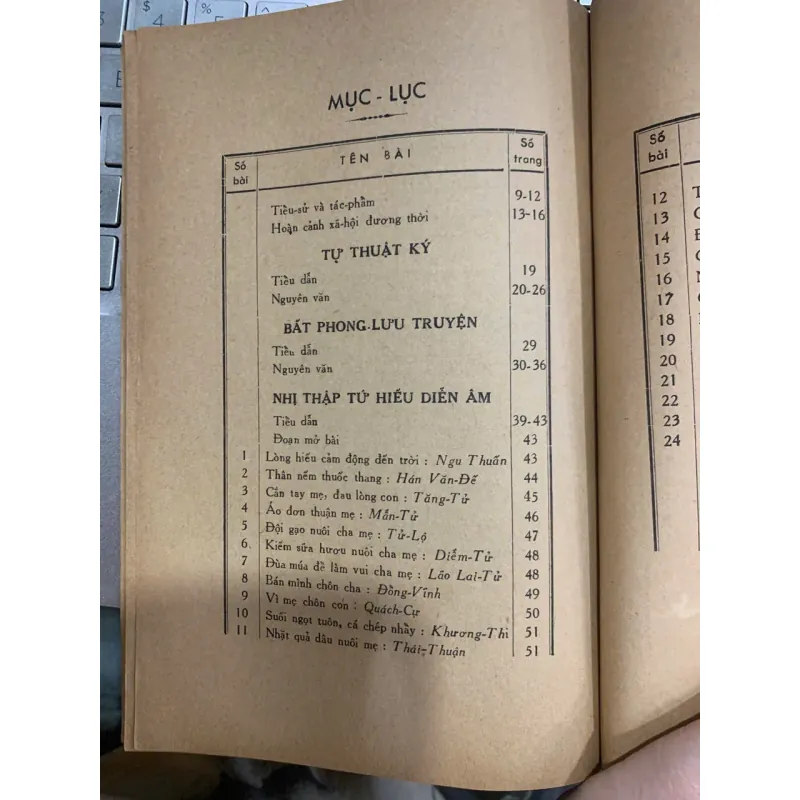 $
4
%
5
MỤC - LỤC
Số bài
TÊN BÀI
Số trang
Tiểu-sử và tác-phẩm 9-12
Hoàn cảnh xã-hội đương thời 13-16
TỰ THUẬT KÝ
Tiểu dẫn 19
Nguyên văn 20-26
BẤT PHONG-LƯU TRUYỆN
Tiểu dẫn 29
Nguyên văn 30-36
NHỊ THẬP TỨ HIẾU DIỄN ÂM
Tiểu dẫn 39-43
Đoạn mở bài 43
1 Lòng hiếu cảm động đến trời : Ngu Thuấn 43
2 Thân nếm thuốc thang : Hán Văn-Đế 44
3 Cắn tay mẹ, đau lòng con : Tăng-Tử 45
4 Áo đơn thuận mẹ : Mẫn-Tử 46
5 Đội gạo nuôi cha mẹ : Tử-Lộ 47
6 Kiếm sữa hươu nuôi cha mẹ : Diễm-Tử 48
7 Đùa múa để làm vui cha mẹ : Lão Lai-Tử 48
8 Bán mình chôn cha : Đồng-Vĩnh 49
9 Vì mẹ chôn con : Quách-Cự 50
10 Suối ngọt tuôn, cá chép nhảy : Khương-Thi 51
11 Nhặt quả dâu nuôi mẹ : Thái-Thuận 51
Số bài
12
13
14
15
16
17
18
19
20
21
22
23
24